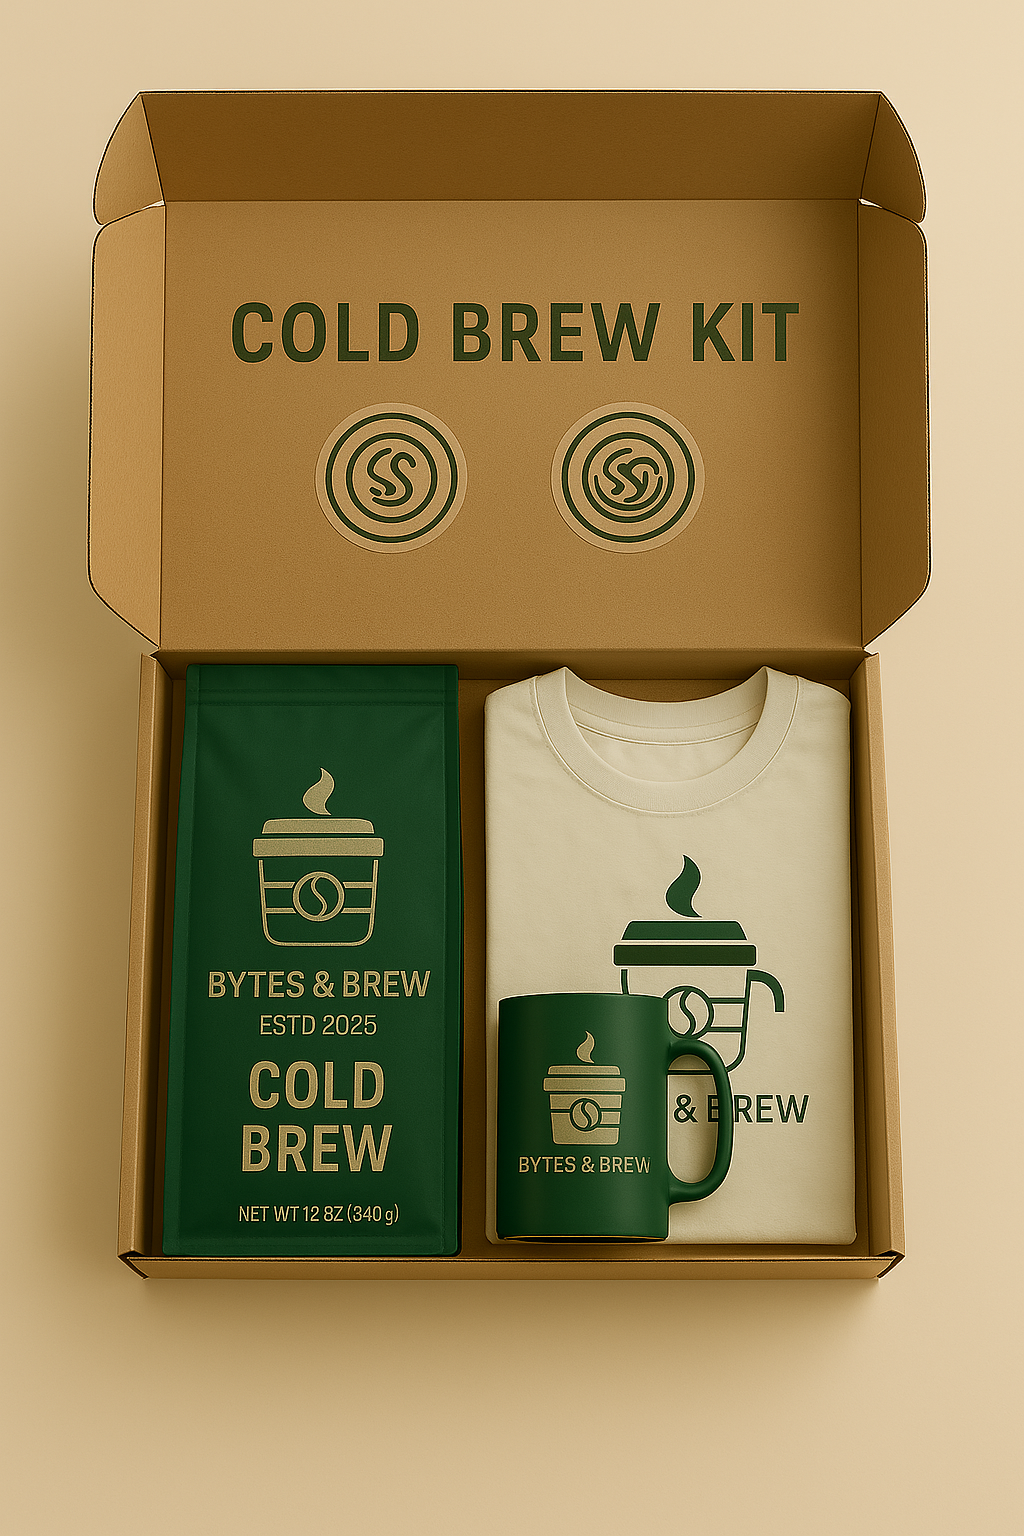 COLD BREW KIT
BYTES & BREW
ESTD 2025
COLD
BREW
NET WT 12 8Z (340 g)
& BREW
BYTES & BREW